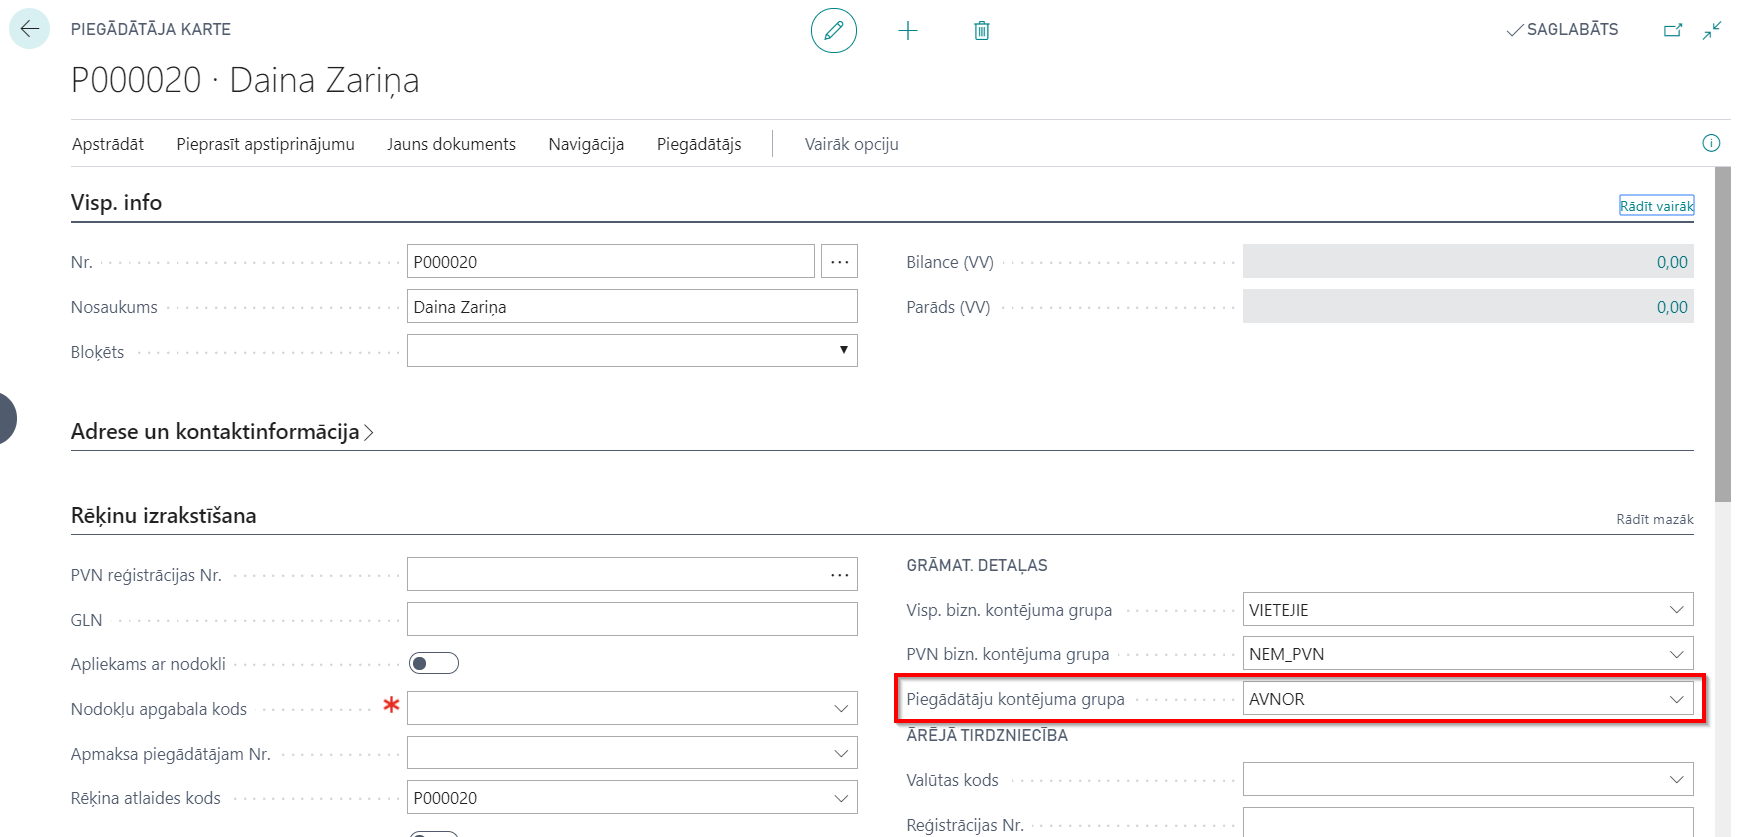 PIEGĀDĀTĀJA KARTE
SAGLABĀTS
P000020 · Daina Zariņa
Apstrādāt Pieprasīt apstiprinājumu Jauns dokuments Navigācija Piegādātājs Vairāk opciju
Visp. info
Rādīt vairāk
Nr. P000020
Nosaukums Daina Zariņa
Bloķēts
Bilance (VV) 0,00
Parāds (VV) 0,00
Adrese un kontaktinformācija
Rēķinu izrakstīšana
Rādīt mazāk
PVN reģistrācijas Nr.
GLN
Apliekams ar nodokli
Nodokļu apgabala kods
Apmaksa piegādātājam Nr.
Rēķina atlaides kods P000020
GRĀMAT. DETAĻAS
Visp. bizn. kontējuma grupa VIETEJIE
PVN bizn. kontējuma grupa NEM_PVN
Piegādātāju kontējuma grupa AVNOR
ĀRĒJĀ TIRDZNIECĪBA
Valūtas kods
Reģistrācijas Nr.